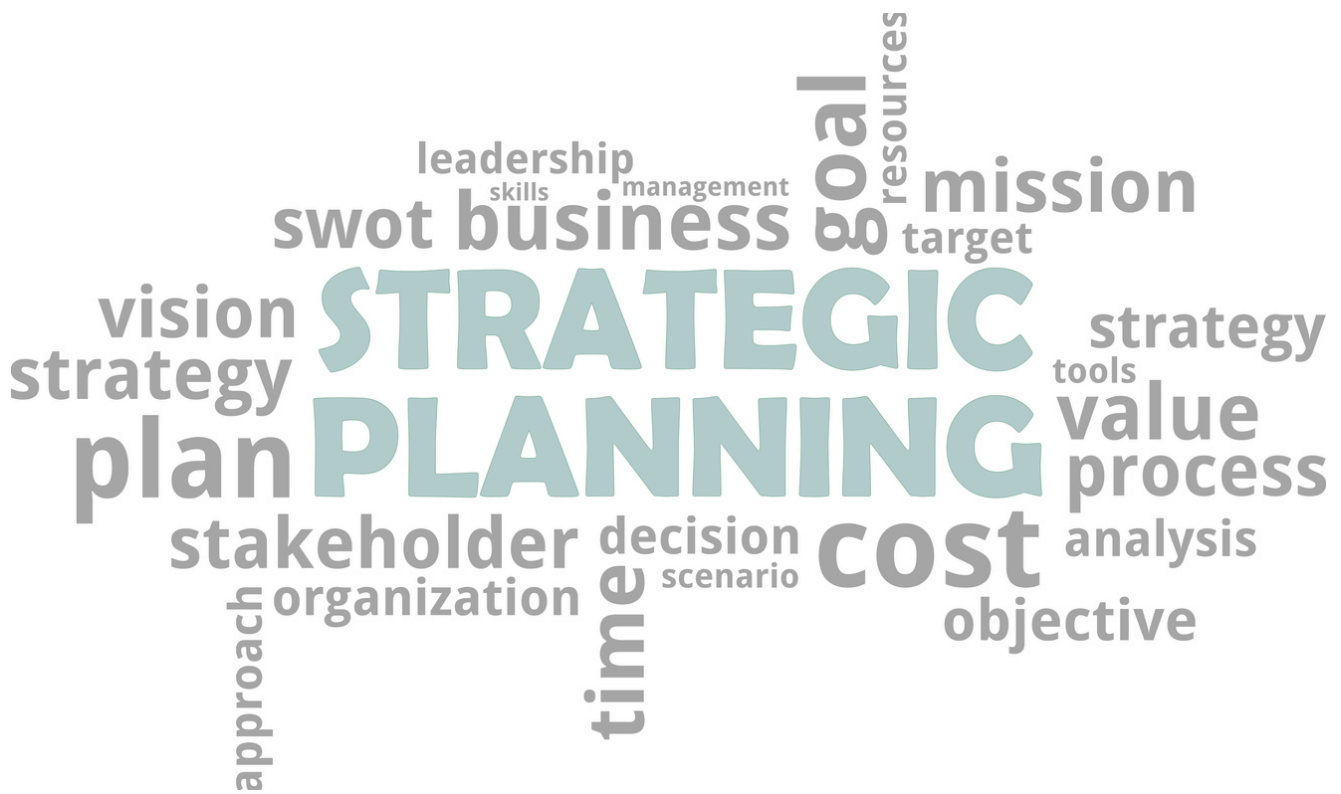 resources
goal
leadership
mission
skills
management
swot
business
target
STRATEGIC
vision
strategy
strategy
tools
PLANNING
value
plan
process
stakeholder
decision
cost
analysis
scenario
organization
time
objective
approach